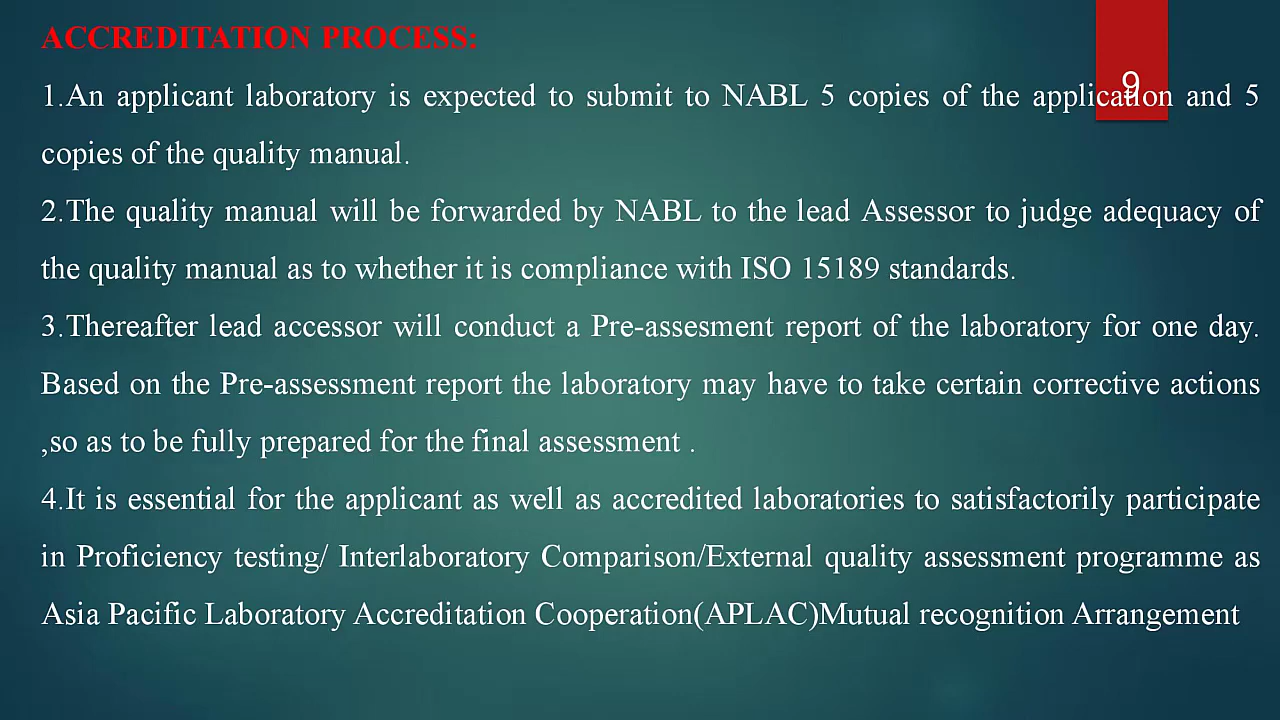 ACCREDITATION PROCESS:
9
1.An applicant laboratory is expected to submit to NABL 5 copies of the application and 5
copies of the quality manual.
2.The quality manual will be forwarded by NABL to the lead Assessor to judge adequacy of
the quality manual as to whether it is compliance with ISO 15189 standards.
3.Thereafter lead accessor will conduct a Pre-assesment report of the laboratory for one day.
Based on the Pre-assessment report the laboratory may have to take certain corrective actions
,so as to be fully prepared for the final assessment .
4.It is essential for the applicant as well as accredited laboratories to satisfactorily participate
in Proficiency testing/ Interlaboratory Comparison/External quality assessment programme as
Asia Pacific Laboratory Accreditation Cooperation(APLAC)Mutual recognition Arrangement